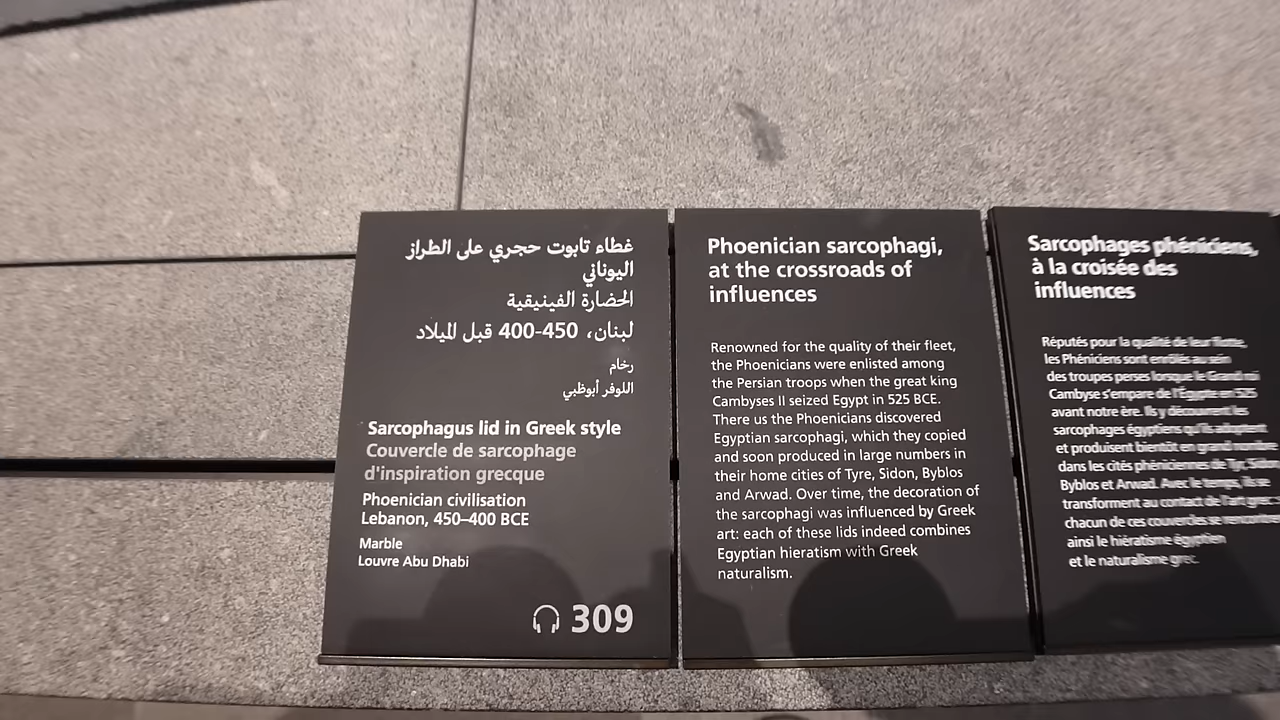 غطاء تابوت حجري على الطراز
اليوناني
الحضارة الفينيقية
لبنان، 450-400 قبل الميلاد
رخام
اللوفر أبوظبي
Sarcophagus lid in Greek style
Couvercle de sarcophage
d'inspiration grecque
Phoenician civilisation
Lebanon, 450–400 BCE
Marble
Louvre Abu Dhabi
309
Phoenician sarcophagi,
at the crossroads of
influences
Renowned for the quality of their fleet,
the Phoenicians were enlisted among
the Persian troops when the great king
Cambyses II seized Egypt in 525 BCE.
There us the Phoenicians discovered
Egyptian sarcophagi, which they copied
and soon produced in large numbers in
their home cities of Tyre, Sidon, Byblos
and Arwad. Over time, the decoration of
the sarcophagi was influenced by Greek
art: each of these lids indeed combines
Egyptian hieratism with Greek
naturalism.
Sarcophages phéniciens,
à la croisée des
influences
Réputés pour la qualité de leur flotte,
les Phéniciens sont enrôlés au sein
des troupes perses lorsque le Grand roi
Cambyse s'empare de l'Égypte en 525
avant notre ère. Ils y découvrent les
sarcophages égyptiens qu'ils adoptent
et produisent bientôt en grand nombre
dans les cités phéniciennes de Tyr, Sidon,
Byblos et Arwad. Avec le temps, ils se
transforment au contact de l'art grec :
chacun de ces couvercles se
ainsi le hiératisme égyptien
et le naturalisme grec.